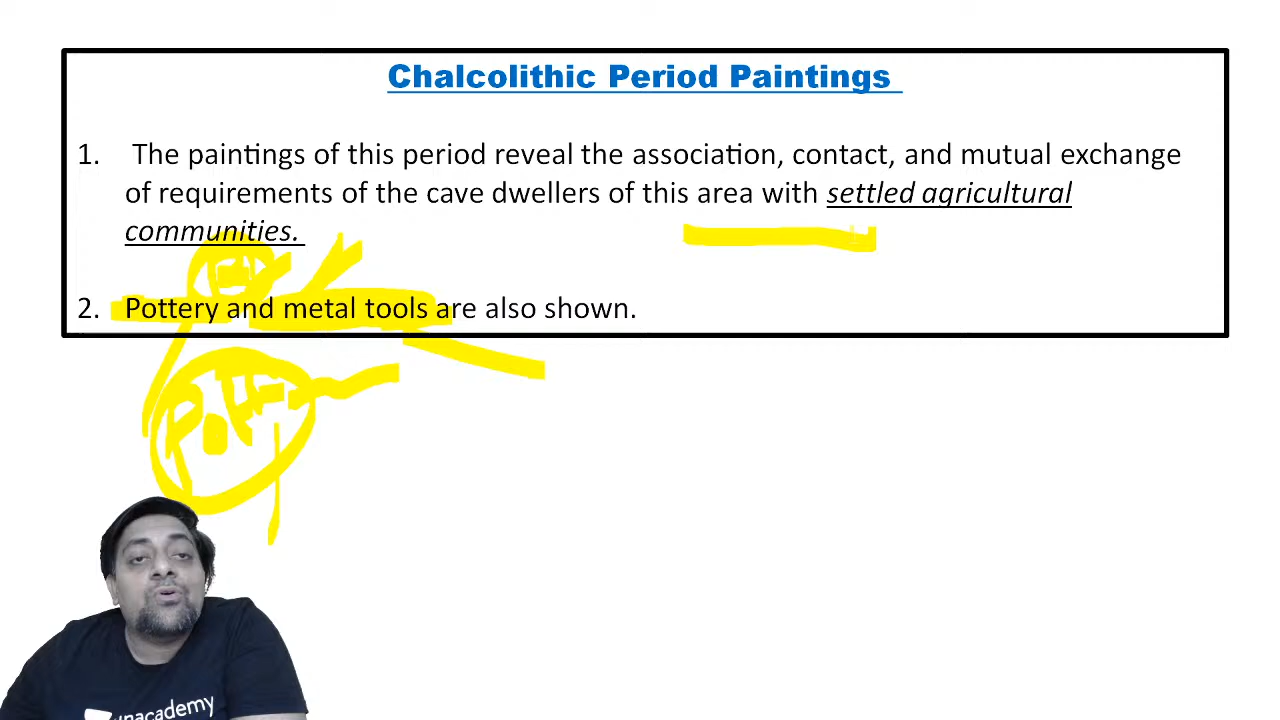 Chalcolithic Period Paintings
1. The paintings of this period reveal the association, contact, and mutual exchange
of requirements of the cave dwellers of this area with settled agricultural
communities.
2. Pottery and metal tools are also shown.
unacademy